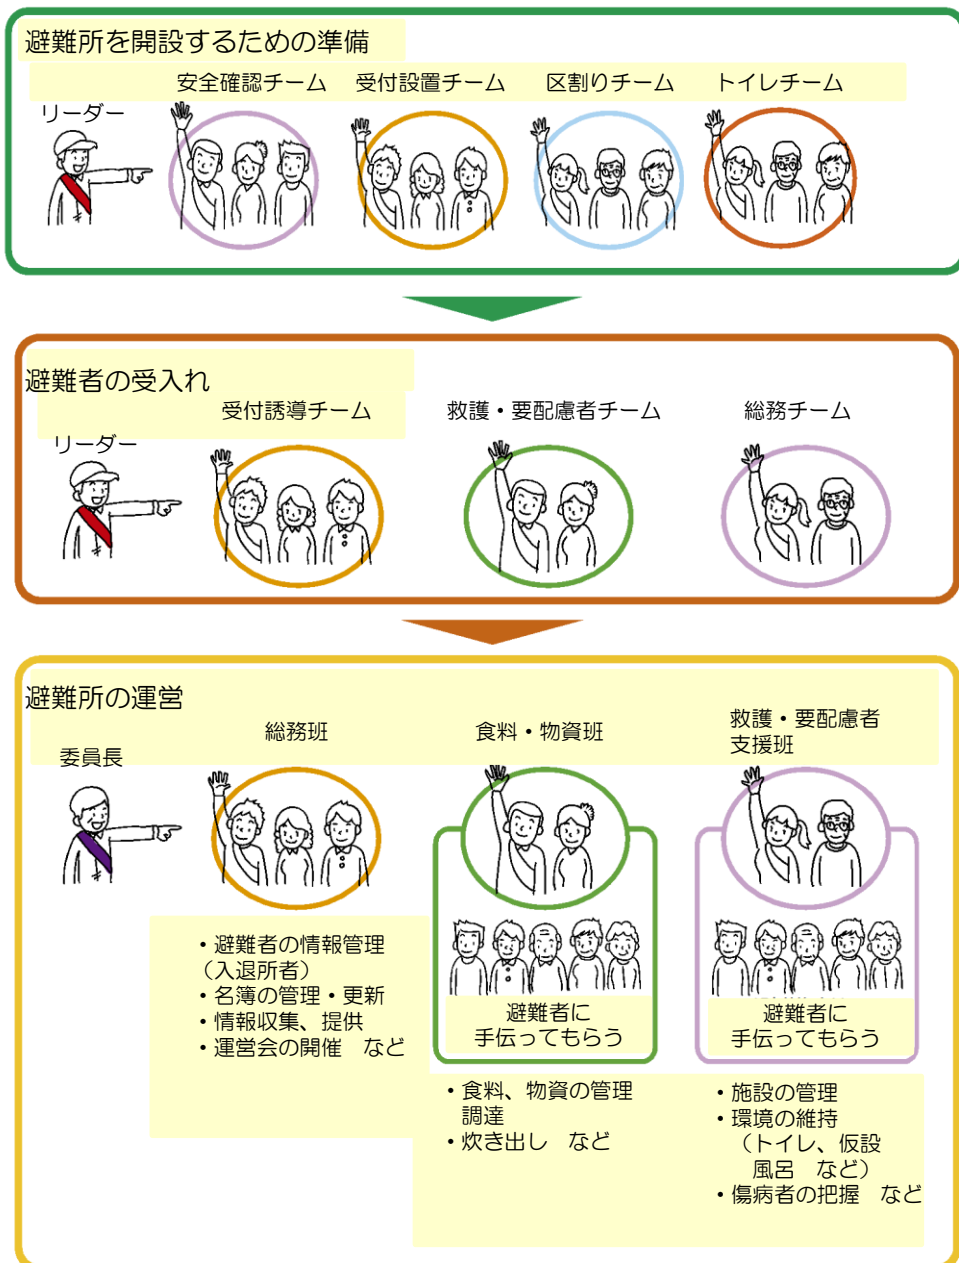 避難所を開設するための準備
安全確認チーム 受付設置チーム 区割りチーム トイレチーム
リーダー
避難者の受入れ
受付誘導チーム 救護・要配慮者チーム 総務チーム
リーダー
避難所の運営
総務班 食料・物資班 救護・要配慮者
支援班
委員長
・避難者の情報管理
（入退所者）
・名簿の管理・更新
・情報収集、提供
・運営会の開催 など
避難者に
手伝ってもらう
・食料、物資の管理
調達
・炊き出し など
避難者に
手伝ってもらう
・施設の管理
・環境の維持
（トイレ、仮設
風呂 など）
・傷病者の把握 など